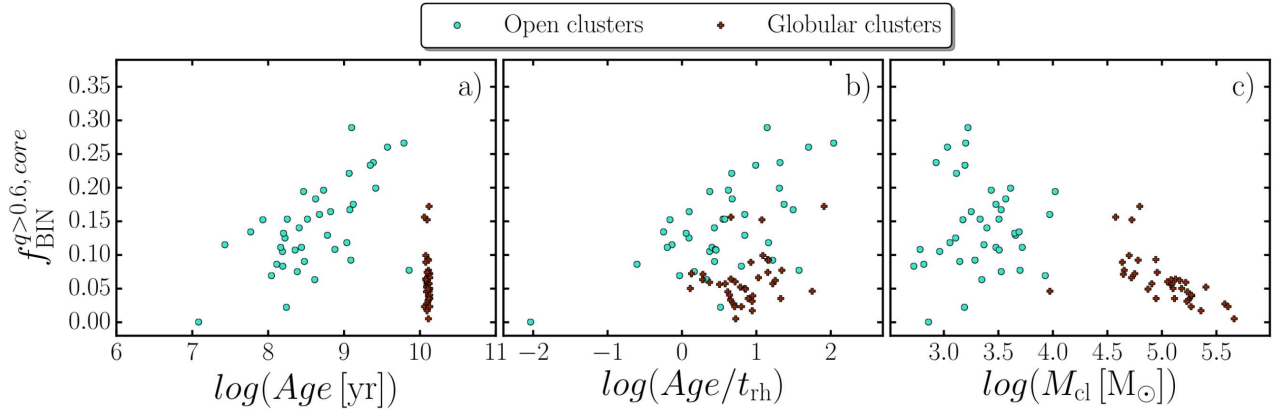 Open clusters Globular clusters
a) b) c)
0.35
0.30
0.25
0.20
0.15
0.10
0.05
0.00
f_BIN^{q>0.6, core}
6 7 8 9 10 11 −2 −1 0 1 2 3.0 3.5 4.0 4.5 5.0 5.5
log(Age [yr]) log(Age/t_rh) log(M_cl [M_⊙])